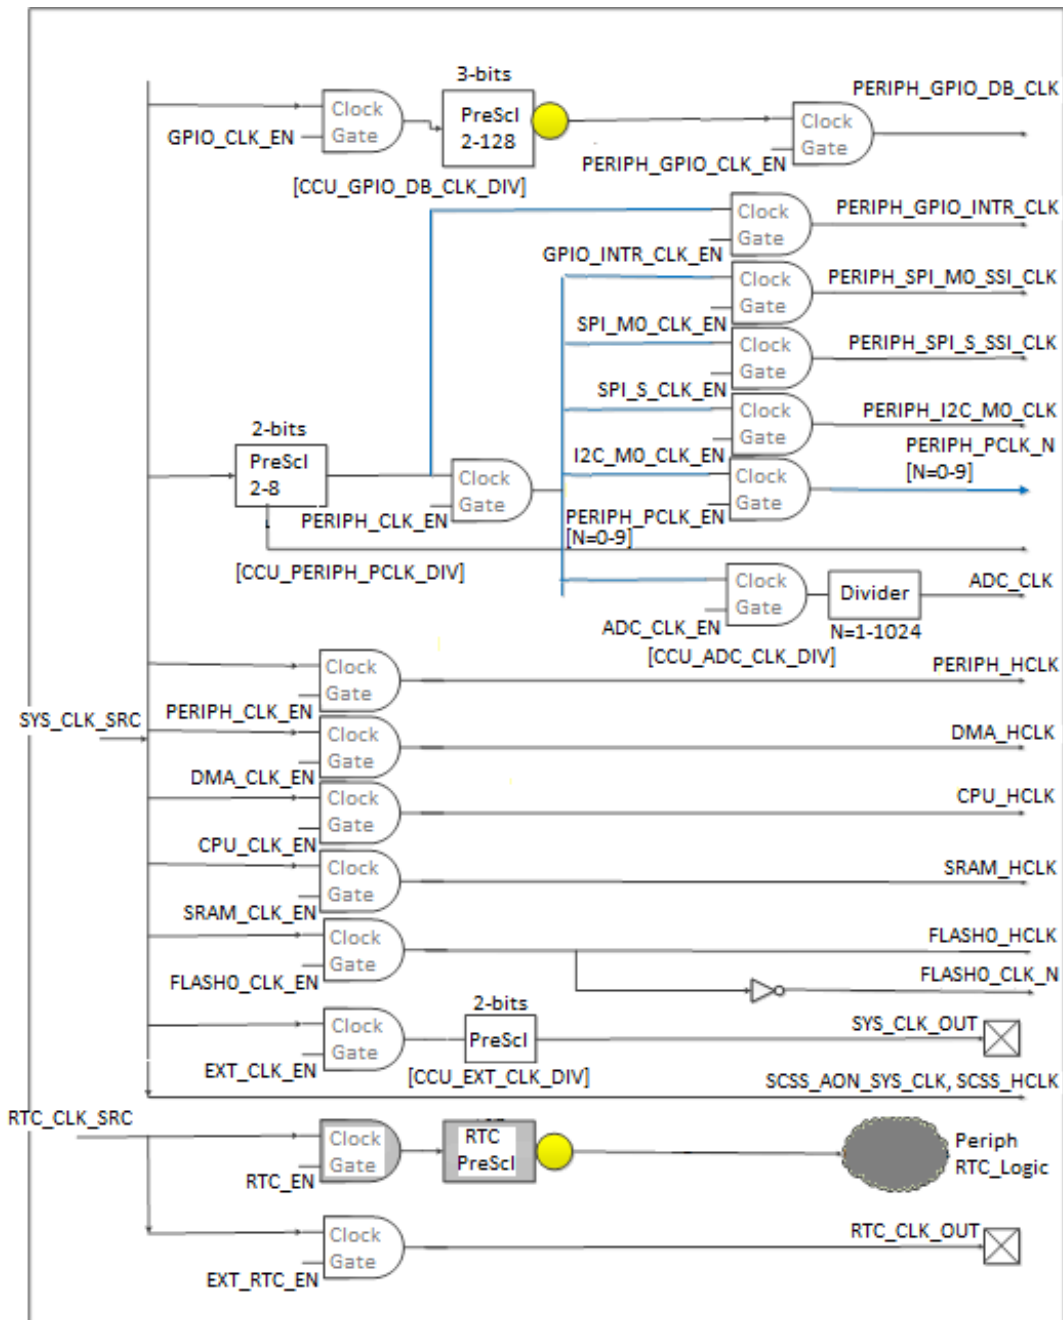 3-bits
PERIPH_GPIO_DB_CLK
Clock
Gate
PreScl
2-128
Clock
Gate
GPIO_CLK_EN
PERIPH_GPIO_CLK_EN
[CCU_GPIO_DB_CLK_DIV]
Clock
Gate
PERIPH_GPIO_INTR_CLK
GPIO_INTR_CLK_EN
Clock
Gate
PERIPH_SPI_M0_SSI_CLK
SPI_M0_CLK_EN
Clock
Gate
PERIPH_SPI_S_SSI_CLK
SPI_S_CLK_EN
Clock
Gate
PERIPH_I2C_M0_CLK
I2C_M0_CLK_EN
2-bits
PreScl
2-8
Clock
Gate
PERIPH_CLK_EN
Clock
Gate
PERIPH_PCLK_N
[N=0-9]
PERIPH_PCLK_EN
[N=0-9]
[CCU_PERIPH_PCLK_DIV]
Clock
Gate
Divider
ADC_CLK
ADC_CLK_EN
N=1-1024
[CCU_ADC_CLK_DIV]
Clock
Gate
PERIPH_HCLK
PERIPH_CLK_EN
SYS_CLK_SRC
Clock
Gate
DMA_HCLK
DMA_CLK_EN
Clock
Gate
CPU_HCLK
CPU_CLK_EN
Clock
Gate
SRAM_HCLK
SRAM_CLK_EN
Clock
Gate
FLASH0_HCLK
FLASH0_CLK_EN
FLASH0_CLK_N
2-bits
Clock
Gate
PreScl
SYS_CLK_OUT
EXT_CLK_EN
[CCU_EXT_CLK_DIV]
SCSS_AON_SYS_CLK, SCSS_HCLK
RTC_CLK_SRC
Clock
Gate
RTC
PreScl
Periph
RTC_Logic
RTC_EN
Clock
Gate
RTC_CLK_OUT
EXT_RTC_EN